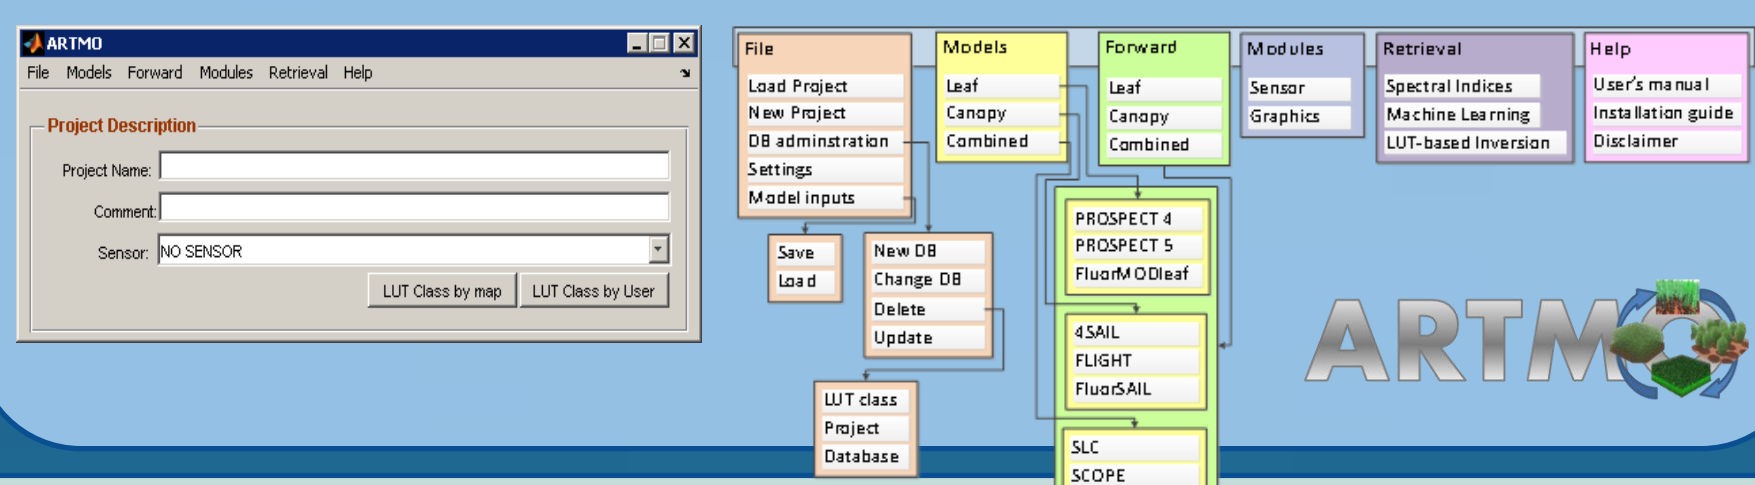 ARTMO
File Models Forward Modules Retrieval Help
Project Description
Project Name:
Comment:
Sensor: NO SENSOR
LUT Class by map LUT Class by User
File
Load Project
New Project
DB adminstration
Settings
Model inputs
Save
Load
New DB
Change DB
Delete
Update
LUT class
Project
Database
Models
Leaf
Canopy
Combined
Forward
Leaf
Canopy
Combined
PROSPECT 4
PROSPECT 5
FluorMODleaf
4SAIL
FLIGHT
FluorSAIL
SLC
SCOPE
Modules
Sensor
Graphics
Retrieval
Spectral Indices
Machine Learning
LUT-based Inversion
Help
User's manual
Installation guide
Disclaimer
ARTMO